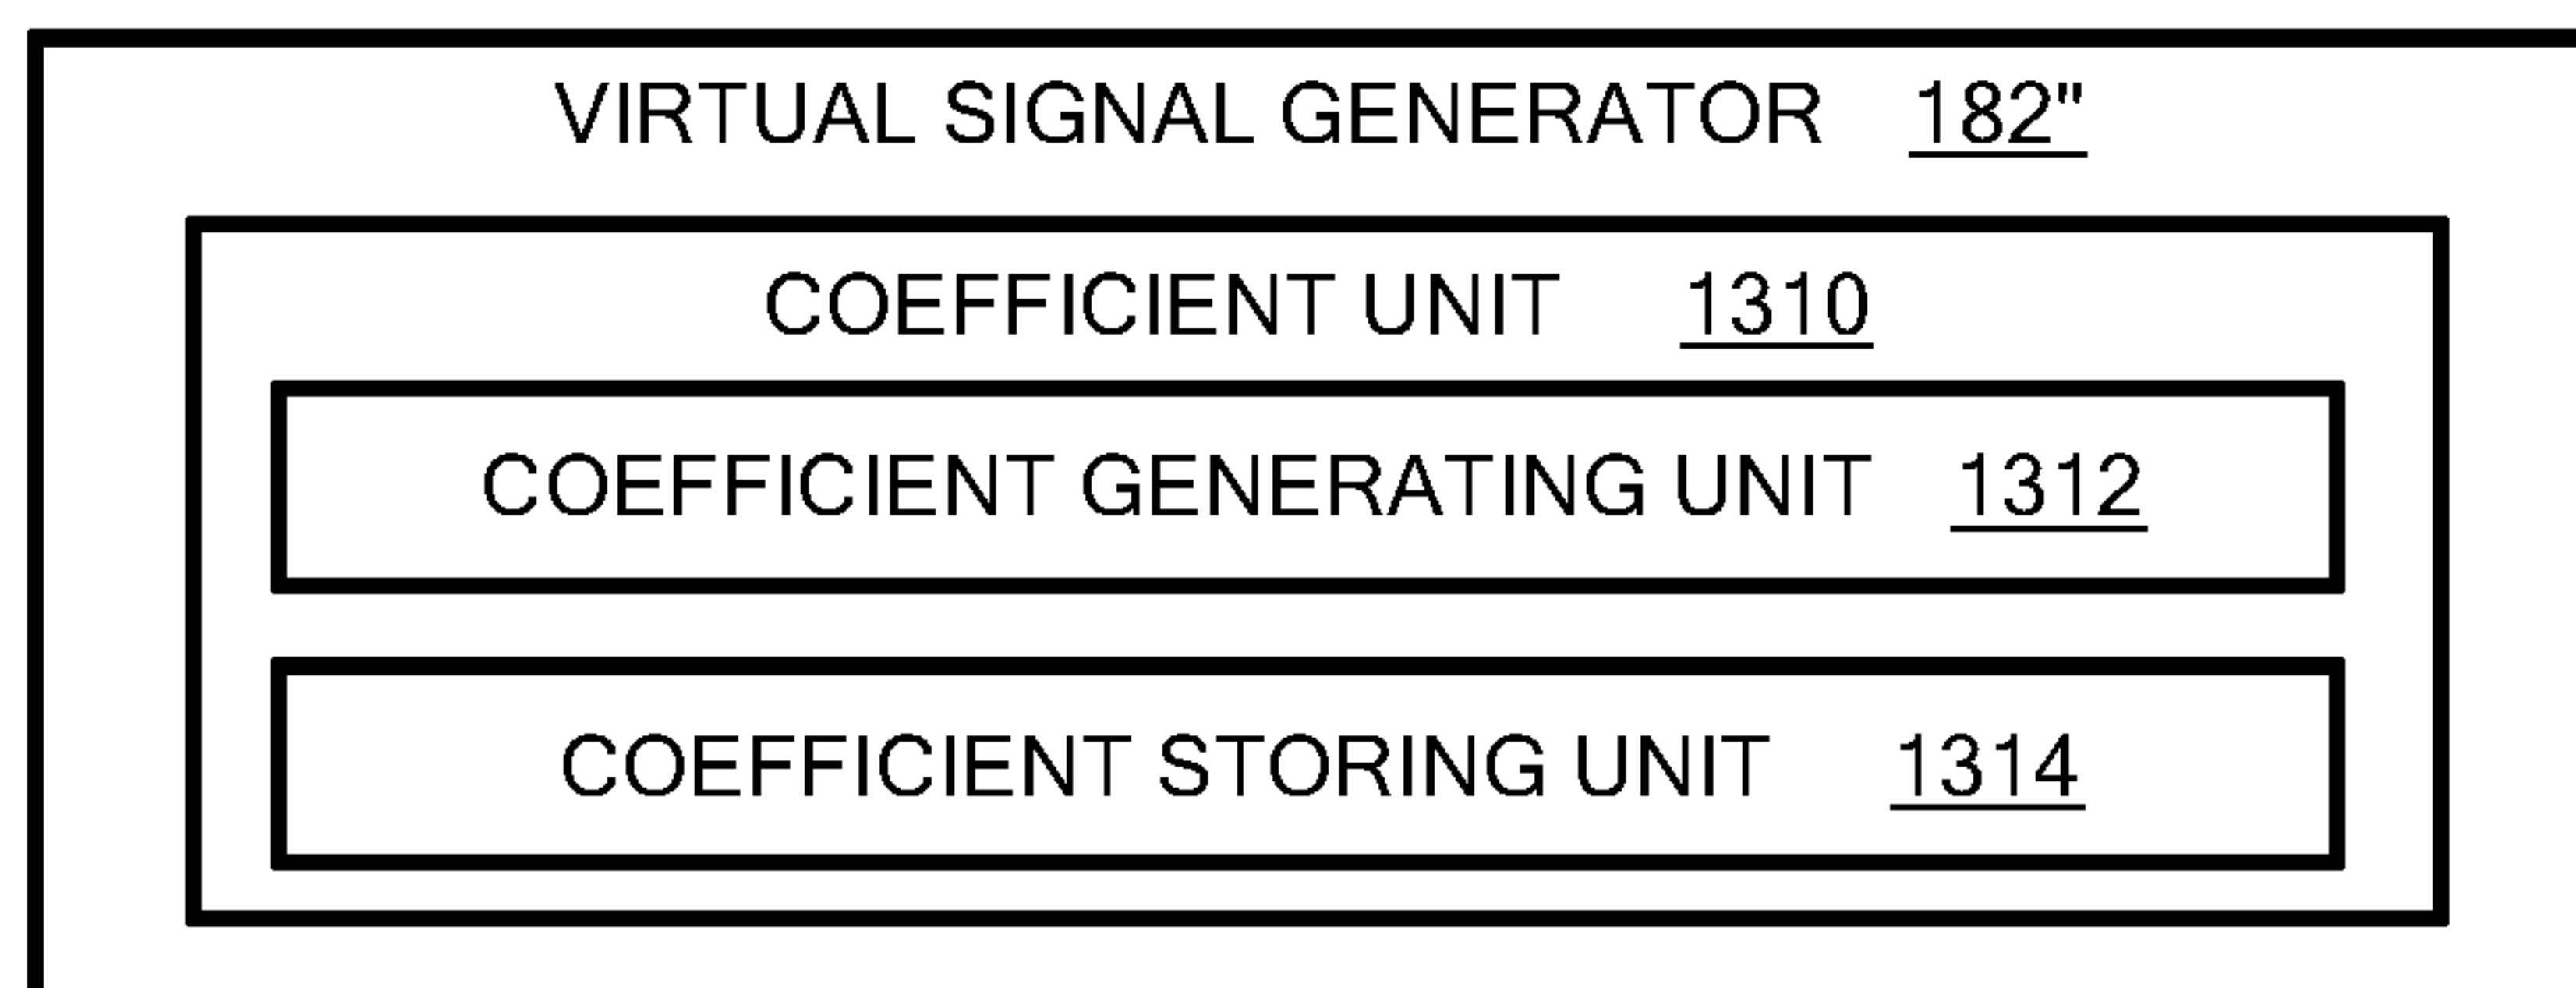 VIRTUAL SIGNAL GENERATOR 182"
COEFFICIENT UNIT 1310
COEFFICIENT GENERATING UNIT 1312
COEFFICIENT STORING UNIT 1314